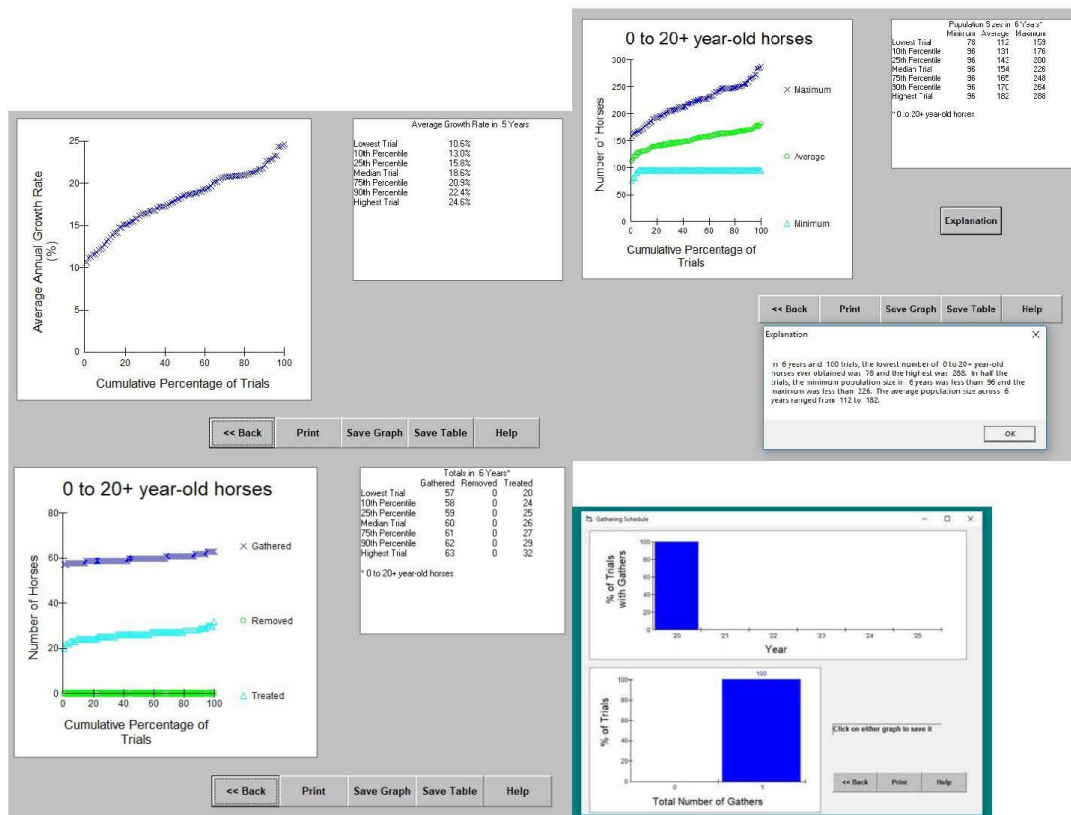 0 to 20+ year-old horses
Number of Horses
300
250
200
150
100
50
0
0 20 40 60 80 100
Cumulative Percentage of
Trials
Maximum
Average
Minimum
Population Sizes in 6 Years*
Minimum Average Maximum
Lowest Trial 78 112 159
10th Percentile 96 131 176
25th Percentile 96 143 200
Median Trial 96 154 226
75th Percentile 96 165 248
90th Percentile 96 170 264
Highest Trial 96 182 288
* 0 to 20+ year-old horses
Explanation
<< Back Print Save Graph Save Table Help
Explanation
In 6 years and 100 trials, the lowest number of 0 to 20+ year-old
horses ever obtained was 78 and the highest was 288. In half the
trials, the minimum population size in 6 years was less than 96 and the
maximum was less than 226. The average population size across 6
years ranged from 112 to 182.
OK
Average Annual Growth Rate
(%)
25
20
15
10
5
0
0 20 40 60 80 100
Cumulative Percentage of Trials
Average Growth Rate in 5 Years
Lowest Trial 10.6%
10th Percentile 13.0%
25th Percentile 15.8%
Median Trial 18.6%
75th Percentile 20.9%
90th Percentile 22.4%
Highest Trial 24.6%
<< Back Print Save Graph Save Table Help
0 to 20+ year-old horses
Number of Horses
80
60
40
20
0
0 20 40 60 80 100
Cumulative Percentage of
Trials
Gathered
Removed
Treated
Totals in 6 Years*
Gathered Removed Treated
Lowest Trial 57 0 20
10th Percentile 58 0 24
25th Percentile 59 0 25
Median Trial 60 0 26
75th Percentile 61 0 27
90th Percentile 62 0 29
Highest Trial 63 0 32
* 0 to 20+ year-old horses
<< Back Print Save Graph Save Table Help
Gathering Schedule
% of Trials
with Gathers
100
80
60
40
20
0
'20 '21 '22 '23 '24 '25
Year
% of Trials
100
100
80
60
40
20
0
0 1
Total Number of Gathers
Click on either graph to save it
<< Back Print Help